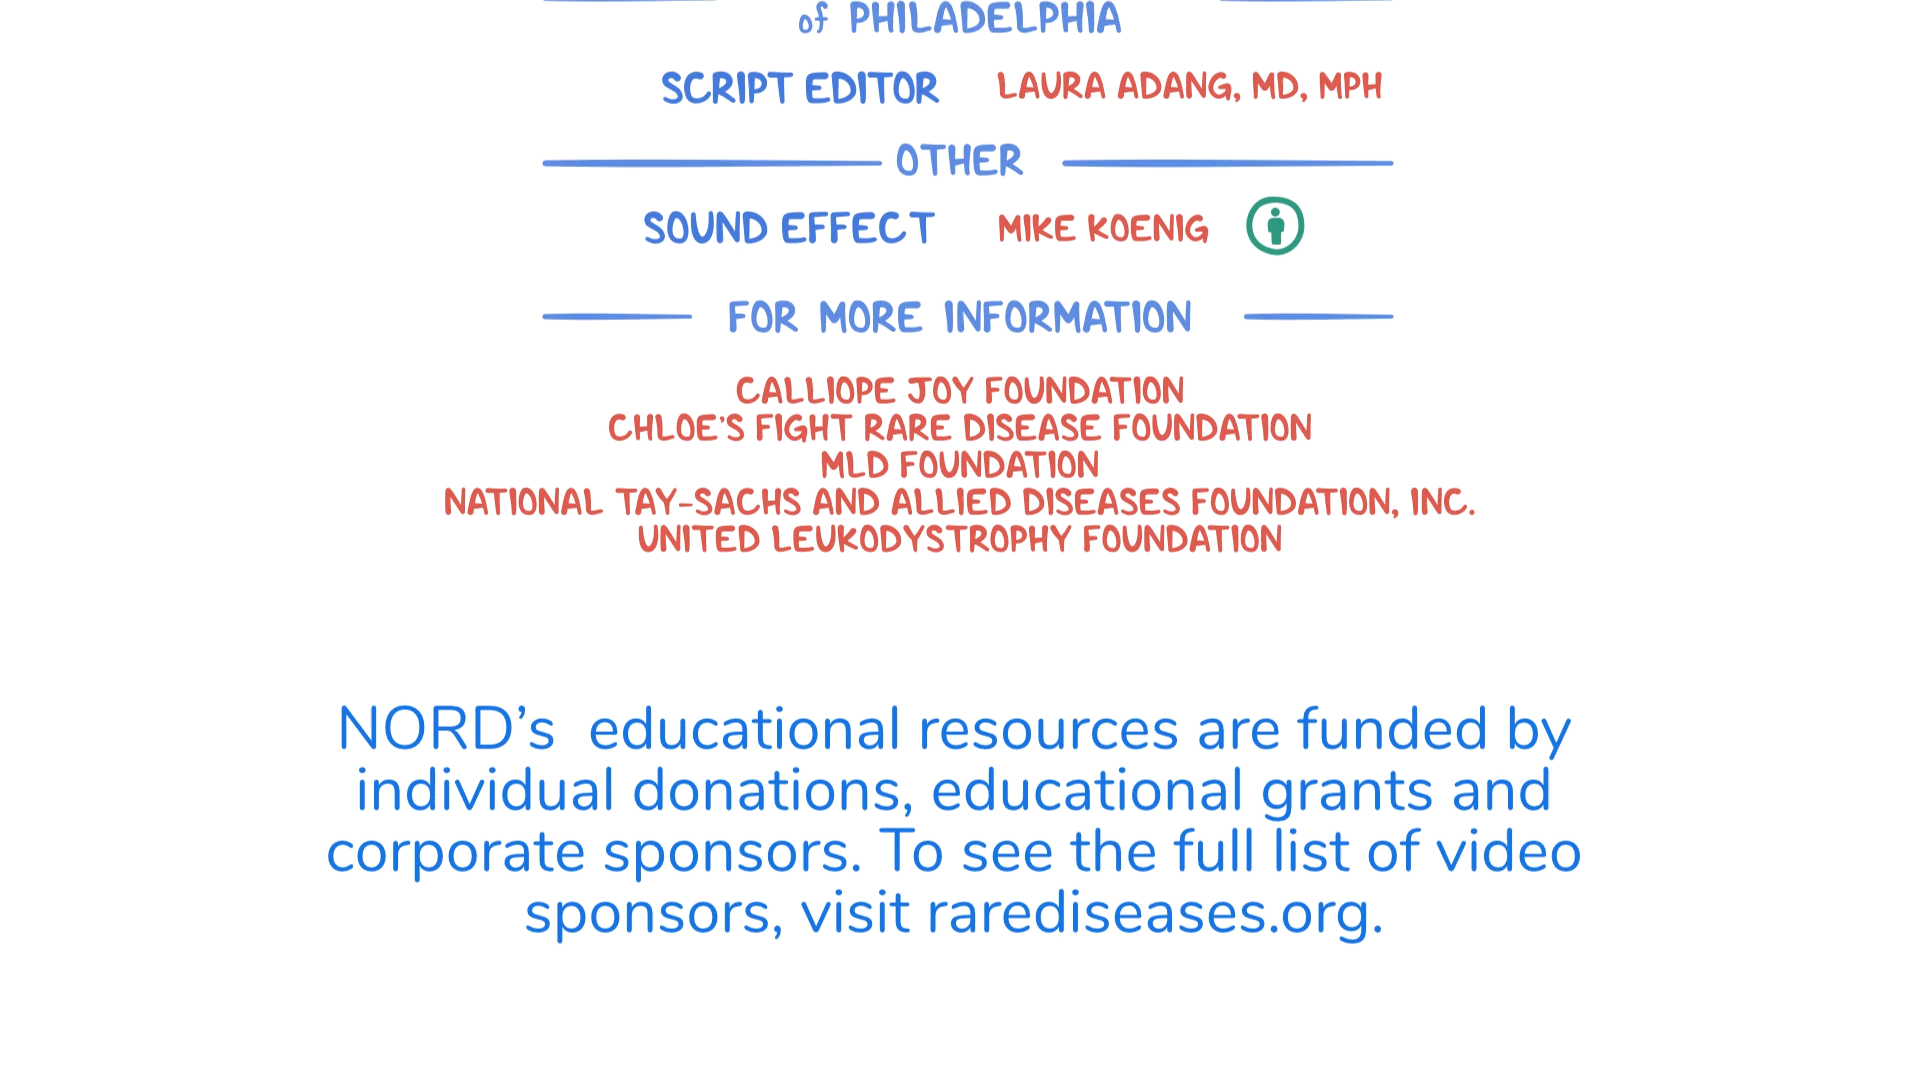 of PHILADELPHIA
SCRIPT EDITOR LAURA ADANG, MD, MPH
OTHER
SOUND EFFECT MIKE KOENIG
FOR MORE INFORMATION
CALLIOPE JOY FOUNDATION
CHLOE'S FIGHT RARE DISEASE FOUNDATION
MLD FOUNDATION
NATIONAL TAY-SACHS AND ALLIED DISEASES FOUNDATION, INC.
UNITED LEUKODYSTROPHY FOUNDATION
NORD’s educational resources are funded by
individual donations, educational grants and
corporate sponsors. To see the full list of video
sponsors, visit rarediseases.org.